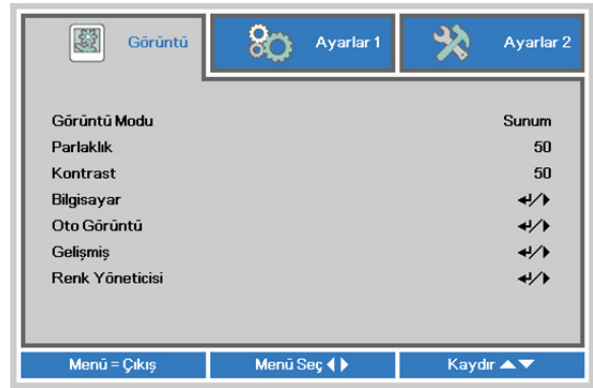 Görüntü
Ayarlar 1
Ayarlar 2
Görüntü Modu Sunum
Parlaklık 50
Kontrast 50
Bilgisayar ↵/▶
Oto Görüntü ↵/▶
Gelişmiş ↵/▶
Renk Yöneticisi ↵/▶
Menü = Çıkış
Menü Seç ◀▶
Kaydır ▲▼